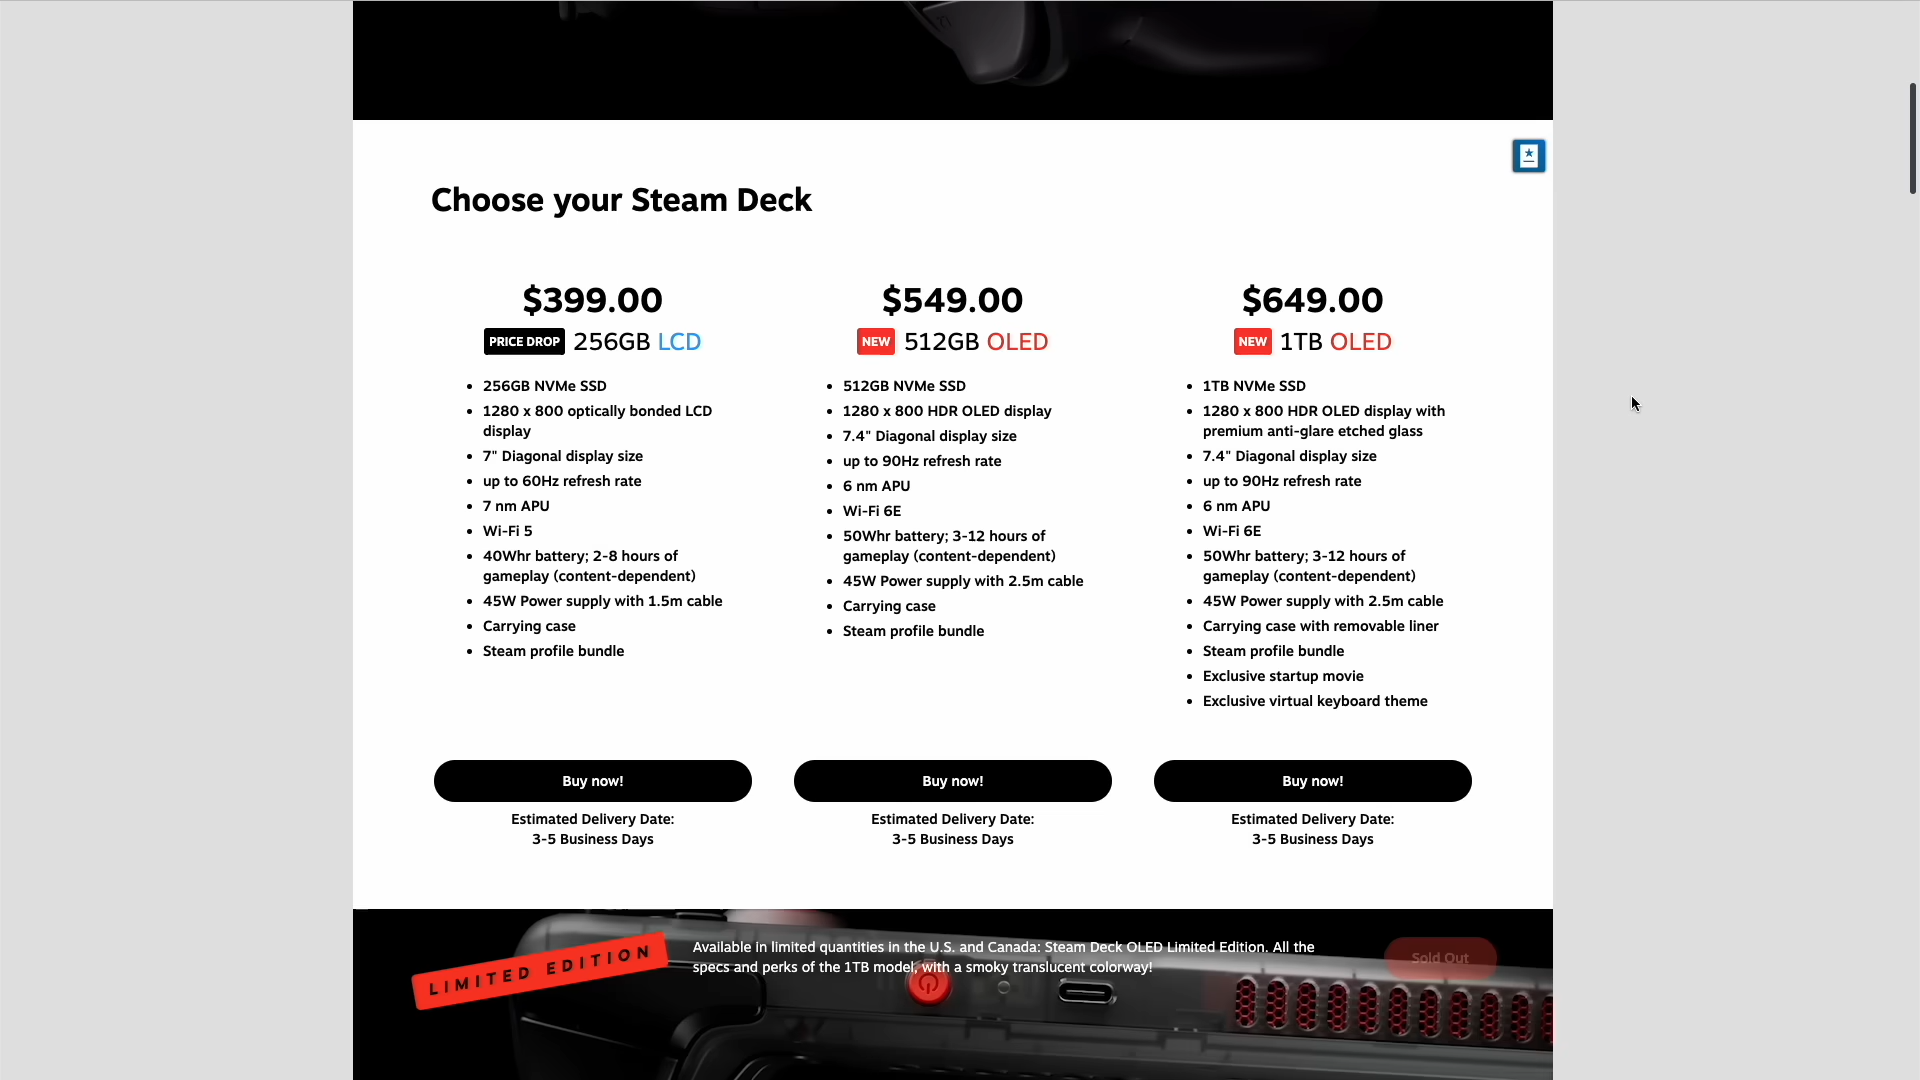 Choose your Steam Deck
$399.00
PRICE DROP 256GB LCD
256GB NVMe SSD
1280 x 800 optically bonded LCD
display
7" Diagonal display size
up to 60Hz refresh rate
7 nm APU
Wi-Fi 5
40Whr battery; 2-8 hours of
gameplay (content-dependent)
45W Power supply with 1.5m cable
Carrying case
Steam profile bundle
Buy now!
Estimated Delivery Date:
3-5 Business Days
$549.00
NEW 512GB OLED
512GB NVMe SSD
1280 x 800 HDR OLED display
7.4" Diagonal display size
up to 90Hz refresh rate
6 nm APU
Wi-Fi 6E
50Whr battery; 3-12 hours of
gameplay (content-dependent)
45W Power supply with 2.5m cable
Carrying case
Steam profile bundle
Buy now!
Estimated Delivery Date:
3-5 Business Days
$649.00
NEW 1TB OLED
1TB NVMe SSD
1280 x 800 HDR OLED display with
premium anti-glare etched glass
7.4" Diagonal display size
up to 90Hz refresh rate
6 nm APU
Wi-Fi 6E
50Whr battery; 3-12 hours of
gameplay (content-dependent)
45W Power supply with 2.5m cable
Carrying case with removable liner
Steam profile bundle
Exclusive startup movie
Exclusive virtual keyboard theme
Buy now!
Estimated Delivery Date:
3-5 Business Days
LIMITED EDITION
Available in limited quantities in the U.S. and Canada: Steam Deck OLED Limited Edition. All the
specs and perks of the 1TB model, with a smoky translucent colorway!
Sold Out